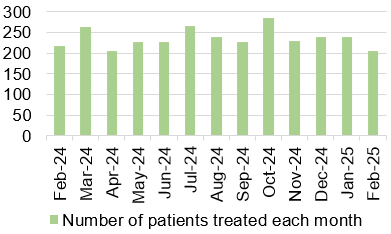 300
250
200
150
100
50
0
Feb-24
Mar-24
Apr-24
May-24
Jun-24
Jul-24
Aug-24
Sep-24
Oct-24
Nov-24
Dec-24
Jan-25
Feb-25
Number of patients treated each month